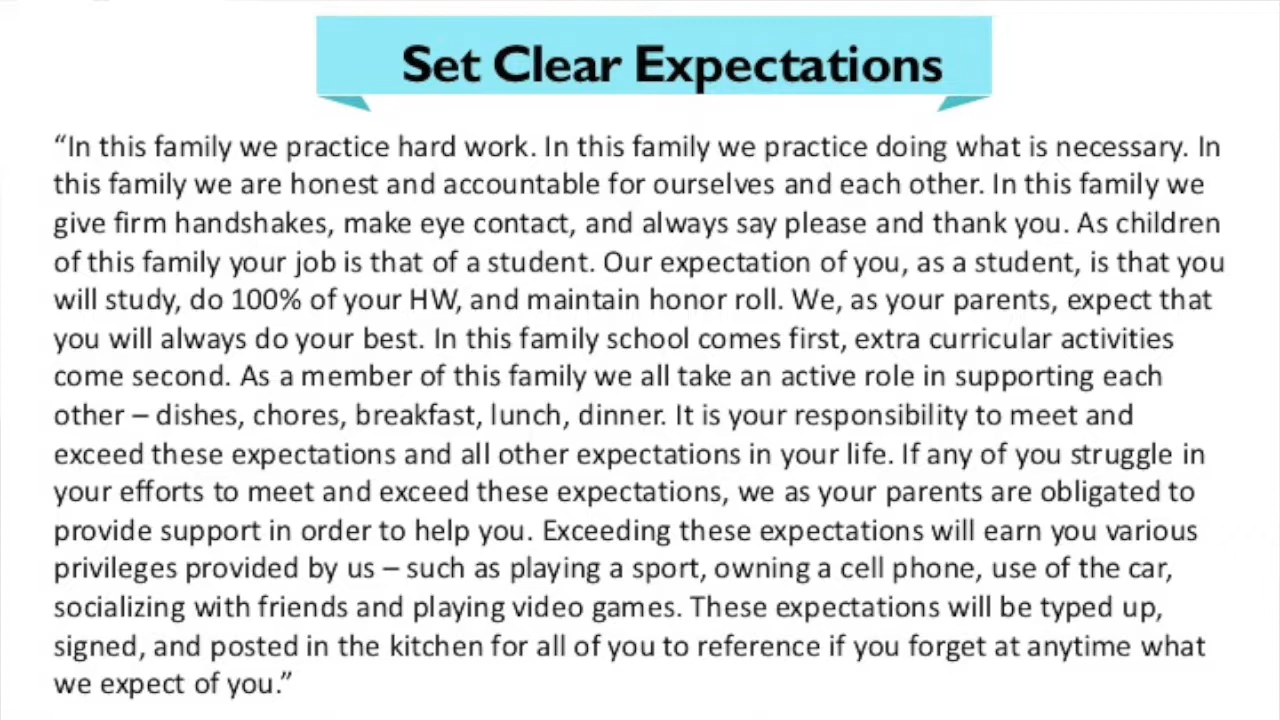 Set Clear Expectations
“In this family we practice hard work. In this family we practice doing what is necessary. In
this family we are honest and accountable for ourselves and each other. In this family we
give firm handshakes, make eye contact, and always say please and thank you. As children
of this family your job is that of a student. Our expectation of you, as a student, is that you
will study, do 100% of your HW, and maintain honor roll. We, as your parents, expect that
you will always do your best. In this family school comes first, extra curricular activities
come second. As a member of this family we all take an active role in supporting each
other – dishes, chores, breakfast, lunch, dinner. It is your responsibility to meet and
exceed these expectations and all other expectations in your life. If any of you struggle in
your efforts to meet and exceed these expectations, we as your parents are obligated to
provide support in order to help you. Exceeding these expectations will earn you various
privileges provided by us – such as playing a sport, owning a cell phone, use of the car,
socializing with friends and playing video games. These expectations will be typed up,
signed, and posted in the kitchen for all of you to reference if you forget at anytime what
we expect of you.”